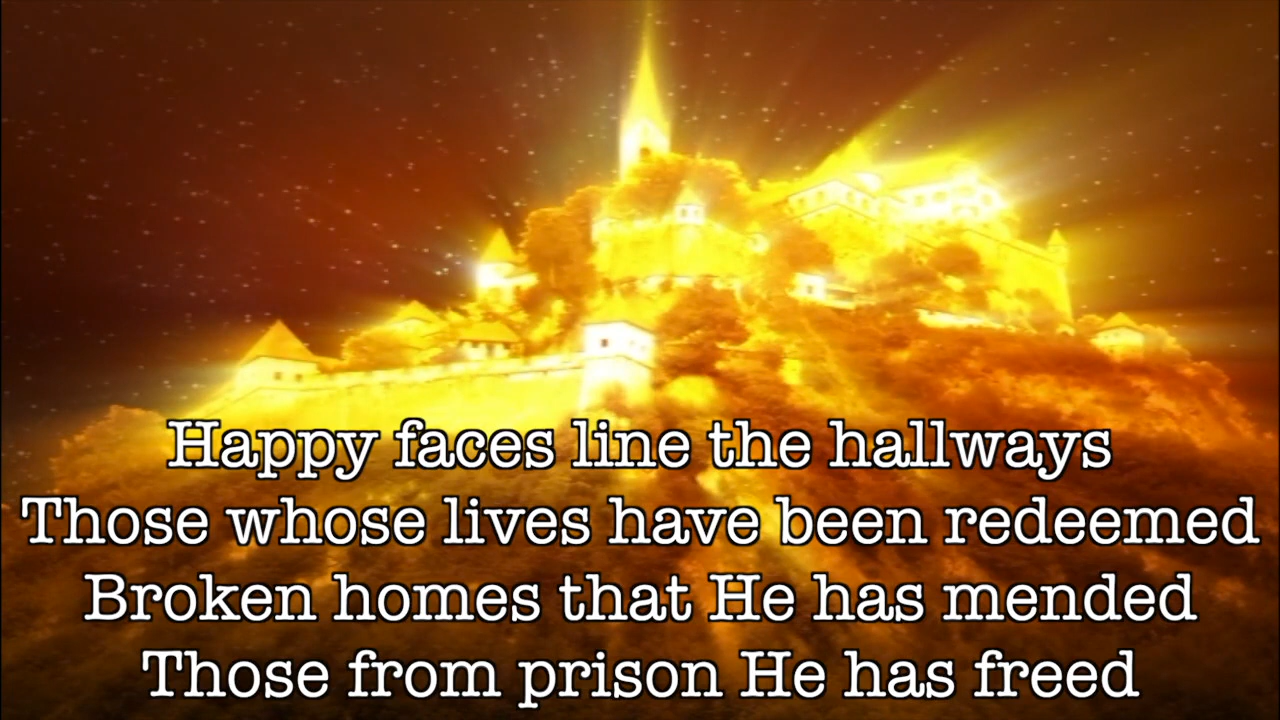 Happy faces line the hallways
Those whose lives have been redeemed
Broken homes that He has mended
Those from prison He has freed